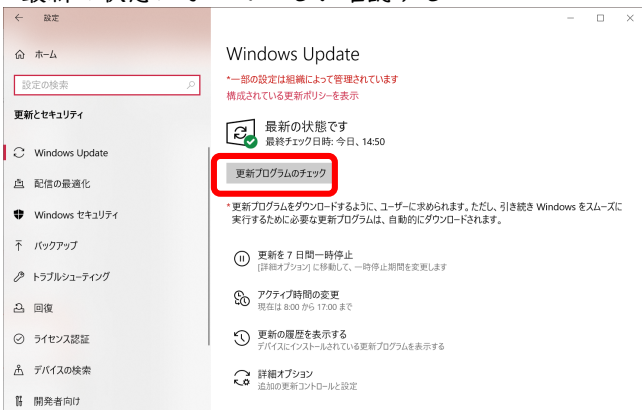 設定
ホーム
設定の検索
更新とセキュリティ
Windows Update
配信の最適化
Windows セキュリティ
バックアップ
トラブルシューティング
回復
ライセンス認証
デバイスの検索
開発者向け
Windows Update
*一部の設定は組織によって管理されています
構成されている更新ポリシーを表示
最新の状態です
最終チェック日時: 今日、14:50
更新プログラムのチェック
*更新プログラムをダウンロードするように、ユーザーに求められます。ただし、引き続き Windows をスムーズに
実行するために必要な更新プログラムは、自動的にダウンロードされます。
更新を 7 日間一時停止
[詳細オプション] に移動して、一時停止期間を変更します
アクティブ時間の変更
現在は 8:00 から 17:00 まで
更新の履歴を表示する
デバイスにインストールされている更新プログラムを表示する
詳細オプション
追加の更新コントロールと設定